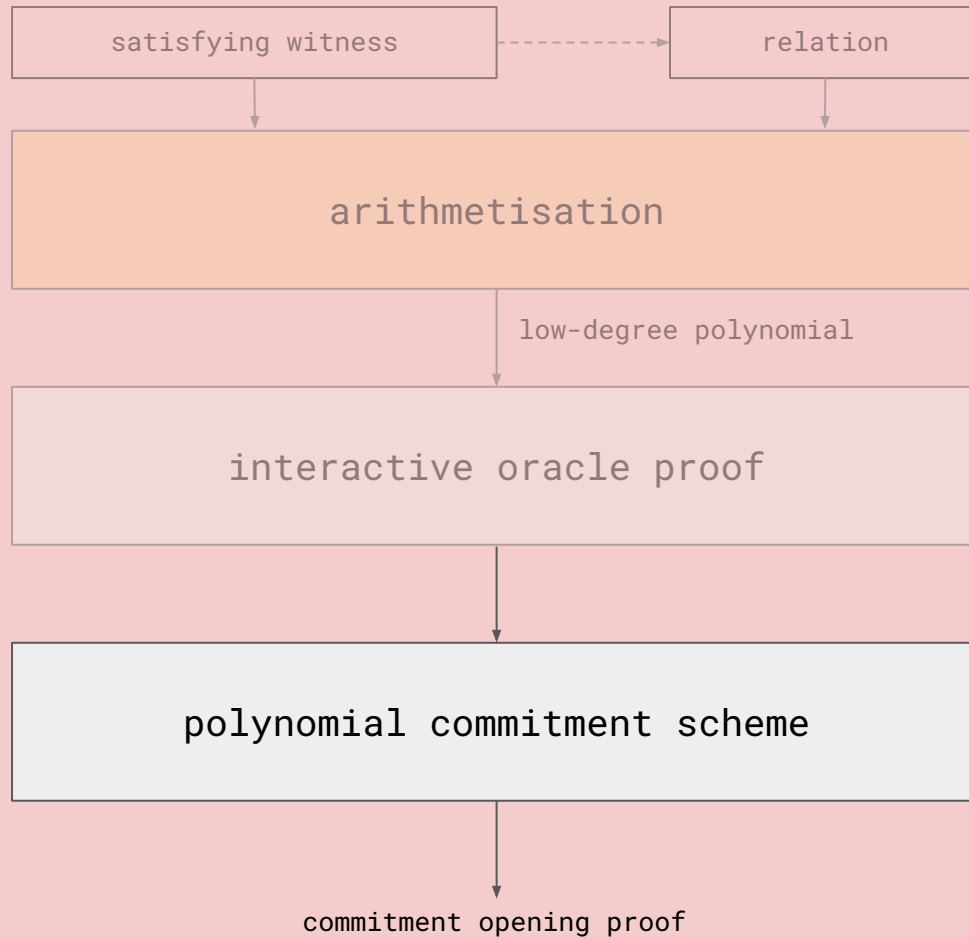 satisfying witness
relation
arithmetisation
low-degree polynomial
interactive oracle proof
polynomial commitment scheme
commitment opening proof